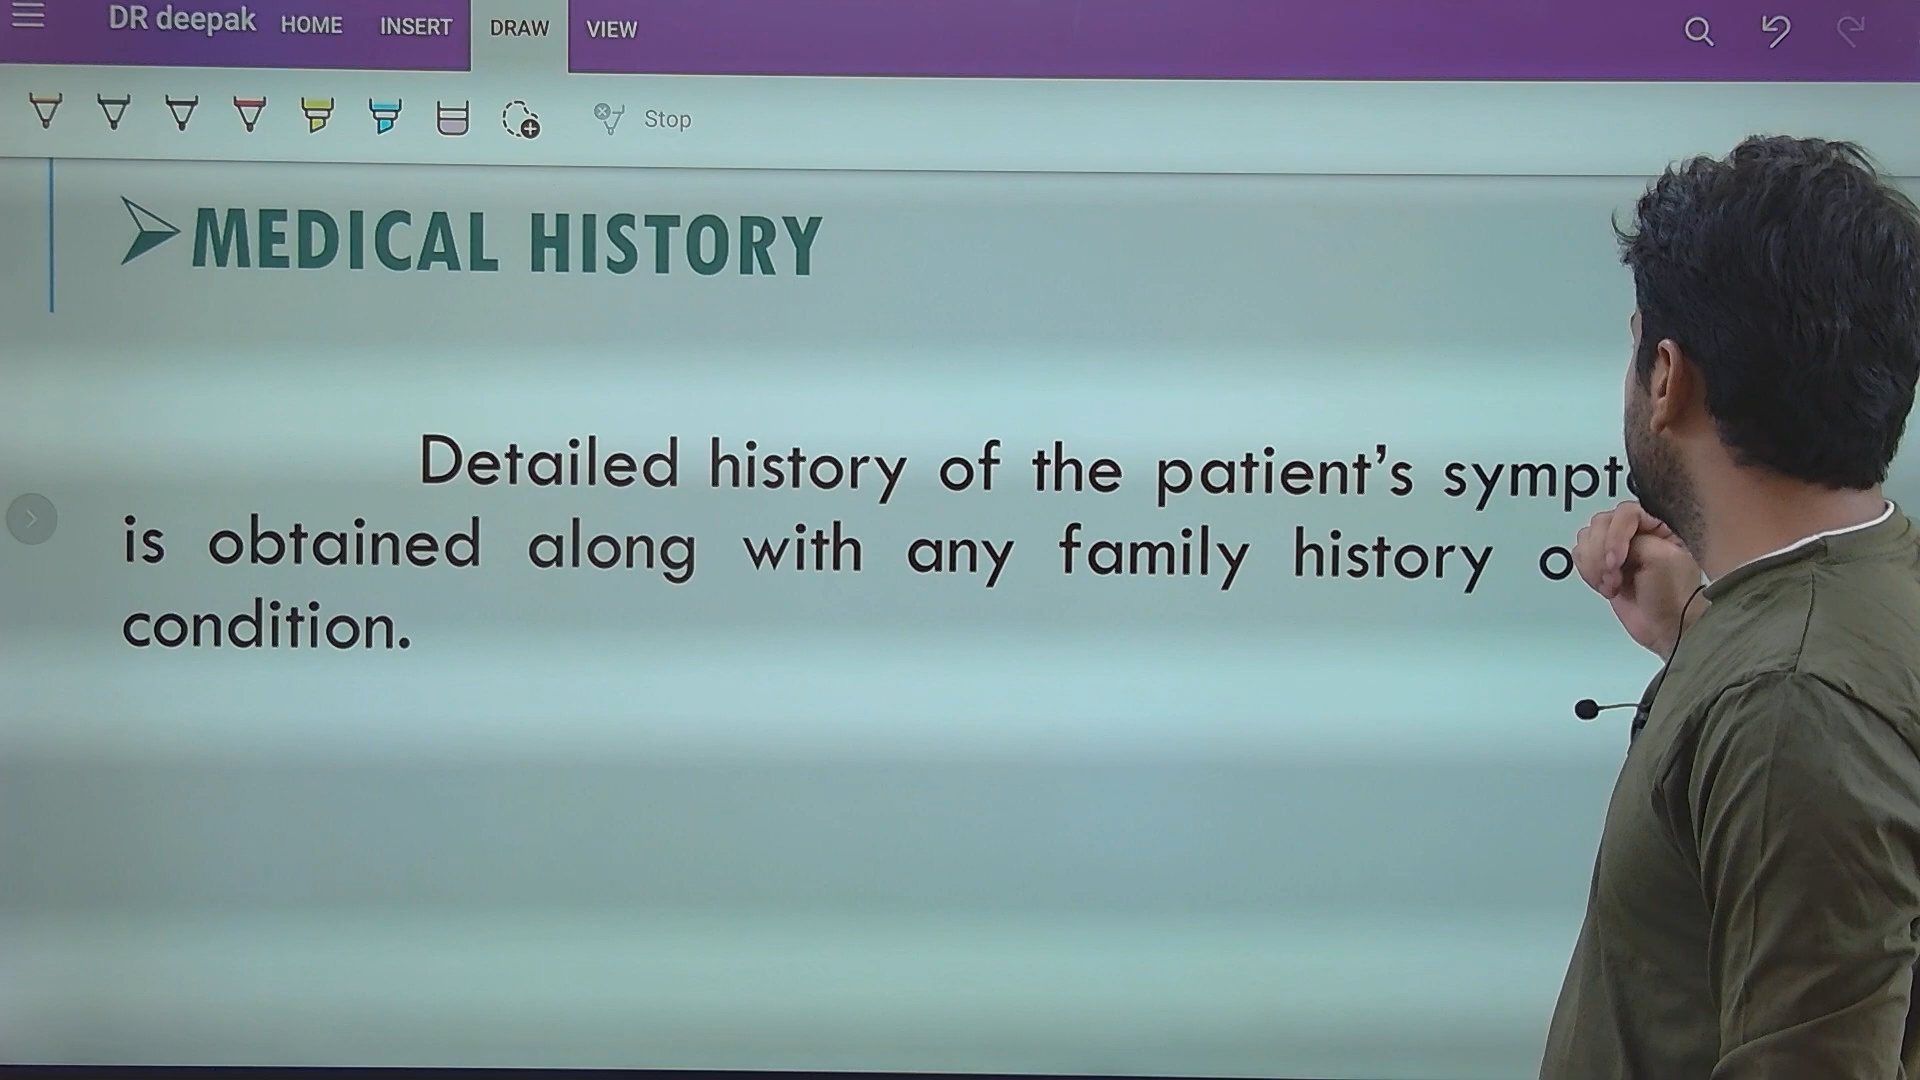 DR deepak HOME INSERT DRAW VIEW
Stop
MEDICAL HISTORY
Detailed history of the patient's
is obtained along with any family history
condition.